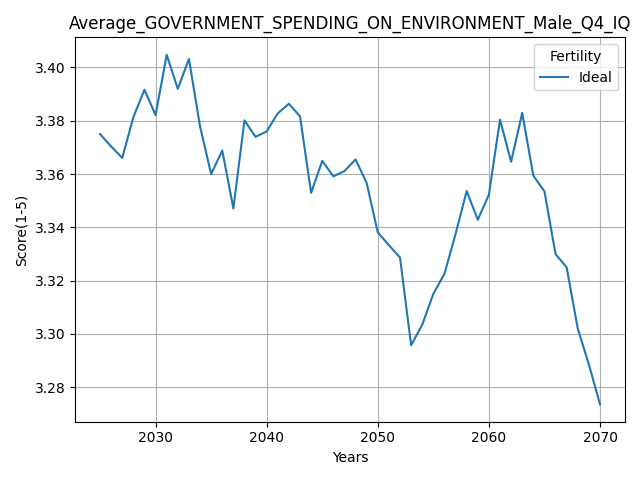 Average_GOVERNMENT_SPENDING_ON_ENVIRONMENT_Male_Q4_IQ
Fertility
Ideal
Score(1-5)
3.40
3.38
3.36
3.34
3.32
3.30
3.28
2030 2040 2050 2060 2070
Years